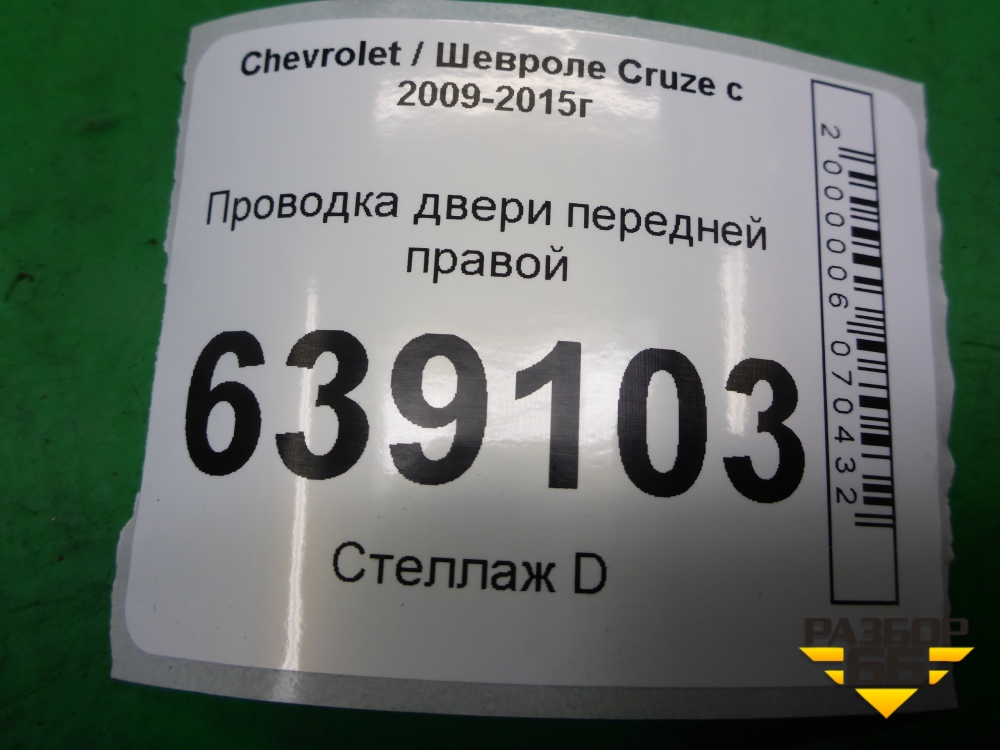 Chevrolet / Шевроле Cruze с
2009-2015г
Проводка двери передней
правой
639103
Стеллаж D
2000006070432
РАЗБОР
66